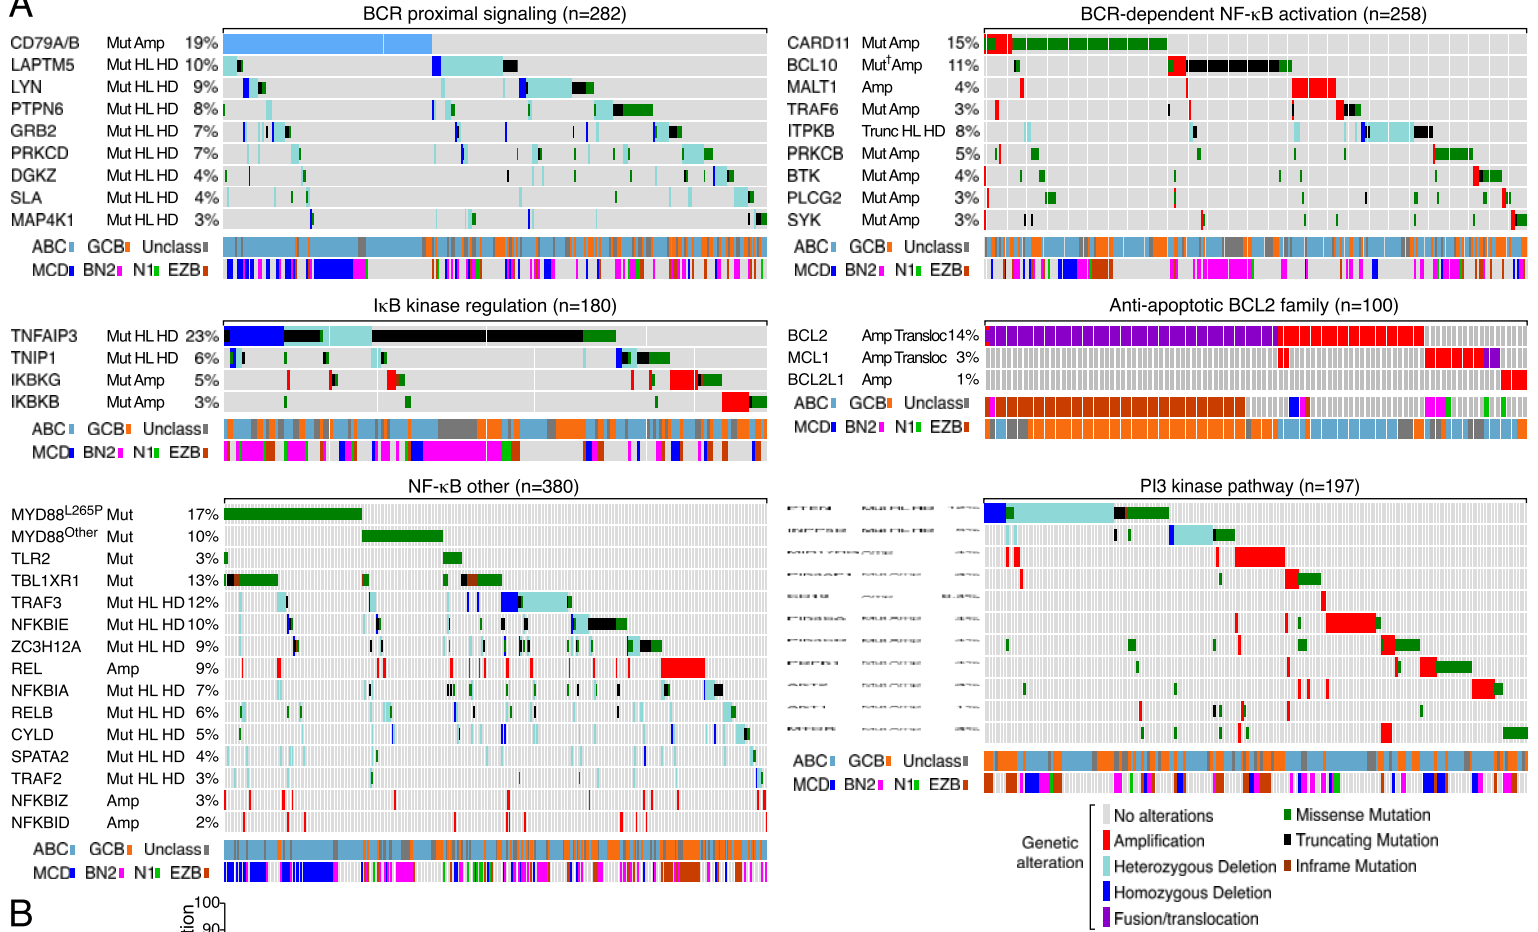 A
BCR proximal signaling (n=282)
CD79A/B Mut Amp 19%
LAPTM5 Mut HL HD 10%
LYN Mut HL HD 9%
PTPN6 Mut HL HD 8%
GRB2 Mut HL HD 7%
PRKCD Mut HL HD 7%
DGKZ Mut HL HD 4%
SLA Mut HL HD 4%
MAP4K1 Mut HL HD 3%
ABC GCB Unclass
MCD BN2 N1 EZB
BCR-dependent NF-κB activation (n=258)
CARD11 Mut Amp 15%
BCL10 Mut† Amp 11%
MALT1 Amp 4%
TRAF6 Mut Amp 3%
ITPKB Trunc HL HD 8%
PRKCB Mut Amp 5%
BTK Mut Amp 4%
PLCG2 Mut Amp 3%
SYK Mut Amp 3%
ABC GCB Unclass
MCD BN2 N1 EZB
IκB kinase regulation (n=180)
TNFAIP3 Mut HL HD 23%
TNIP1 Mut HL HD 6%
IKBKG Mut Amp 5%
IKBKB Mut Amp 3%
ABC GCB Unclass
MCD BN2 N1 EZB
Anti-apoptotic BCL2 family (n=100)
BCL2 Amp Transloc 14%
MCL1 Amp Transloc 3%
BCL2L1 Amp 1%
ABC GCB Unclass
MCD BN2 N1 EZB
NF-κB other (n=380)
MYD88L265P Mut 17%
MYD88Other Mut 10%
TLR2 Mut 3%
TBL1XR1 Mut 13%
TRAF3 Mut HL HD 12%
NFKBIE Mut HL HD 10%
ZC3H12A Mut HL HD 9%
REL Amp 9%
NFKBIA Mut HL HD 7%
RELB Mut HL HD 6%
CYLD Mut HL HD 5%
SPATA2 Mut HL HD 4%
TRAF2 Mut HL HD 3%
NFKBIZ Amp 3%
NFKBID Amp 2%
ABC GCB Unclass
MCD BN2 N1 EZB
PI3 kinase pathway (n=197)
ABC GCB Unclass
MCD BN2 N1 EZB
Genetic
alteration
No alterations
Amplification
Heterozygous Deletion
Homozygous Deletion
Fusion/translocation
Missense Mutation
Truncating Mutation
Inframe Mutation
B
100
90